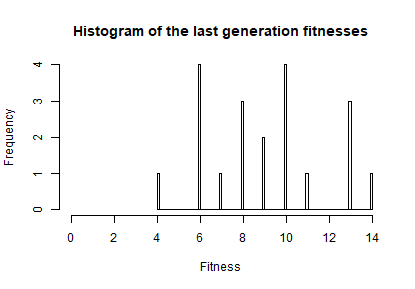 Histogram of the last generation fitnesses
Frequency
4
3
2
1
0
0 2 4 6 8 10 12 14
Fitness